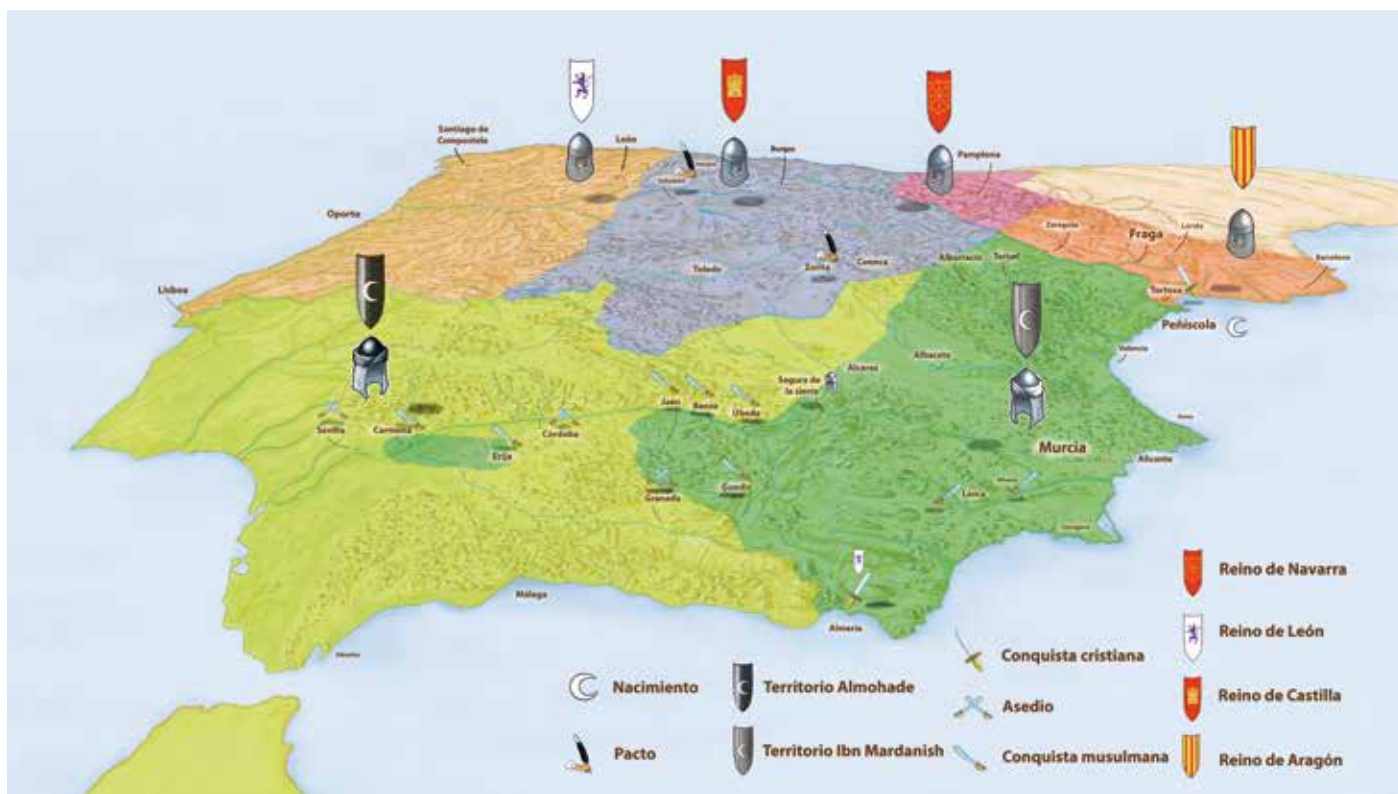 Santiago de
Compostela
León
Burgos
Pamplona
Oporto
Zaragoza
Fraga
Lérida
Barcelona
Toledo
Zorita
Cuenca
Albarracín
Teruel
Tortosa
Lisboa
Peñíscola
Valencia
Albacete
Alcaraz
Segura de
la sierra
Jaén
Baeza
Úbeda
Sevilla
Carmona
Córdoba
Erija
Murcia
Alicante
Granada
Guadix
Lorca
Málaga
Almería
Reino de Navarra
Reino de León
Conquista cristiana
Nacimiento
Territorio Almohade
Reino de Castilla
Asedio
Pacto
Territorio Ibn Mardanish
Conquista musulmana
Reino de Aragón